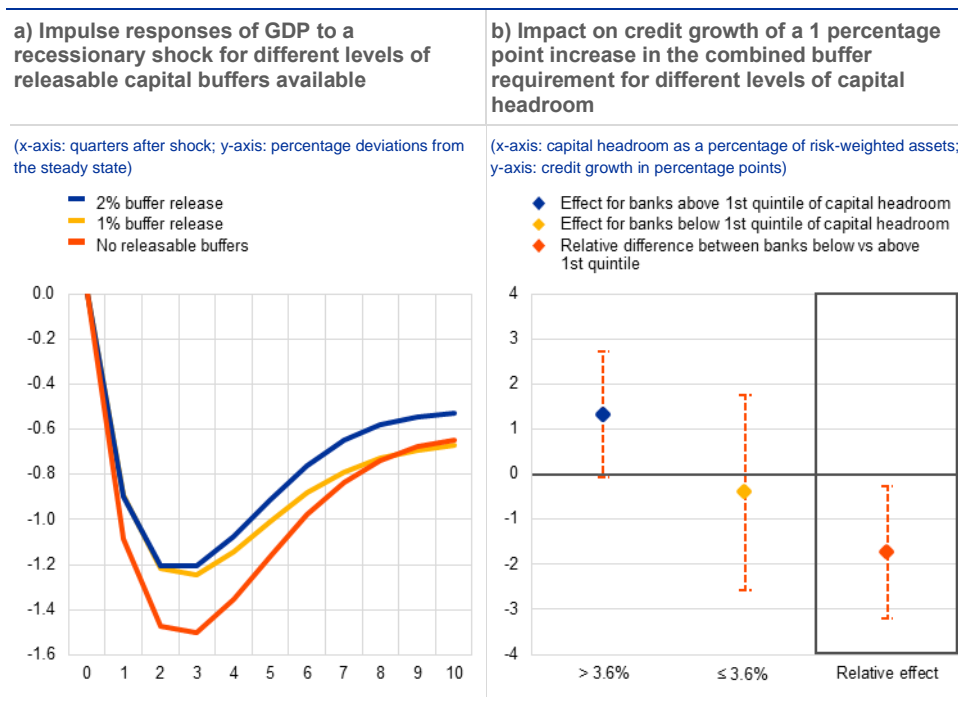 a) Impulse responses of GDP to a
recessionary shock for different levels of
releasable capital buffers available
(x-axis: quarters after shock; y-axis: percentage deviations from
the steady state)
2% buffer release
1% buffer release
No releasable buffers
0.0
-0.2
-0.4
-0.6
-0.8
-1.0
-1.2
-1.4
-1.6
0 1 2 3 4 5 6 7 8 9 10
b) Impact on credit growth of a 1 percentage
point increase in the combined buffer
requirement for different levels of capital
headroom
(x-axis: capital headroom as a percentage of risk-weighted assets;
y-axis: credit growth in percentage points)
Effect for banks above 1st quintile of capital headroom
Effect for banks below 1st quintile of capital headroom
Relative difference between banks below vs above
1st quintile
4
3
2
1
0
-1
-2
-3
-4
> 3.6% ≤ 3.6% Relative effect